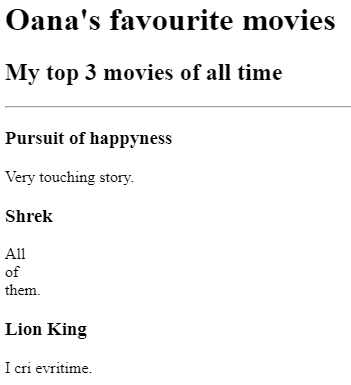 Oana's favourite movies
My top 3 movies of all time
Pursuit of happyness
Very touching story.
Shrek
All
of
them.
Lion King
I cri evritime.